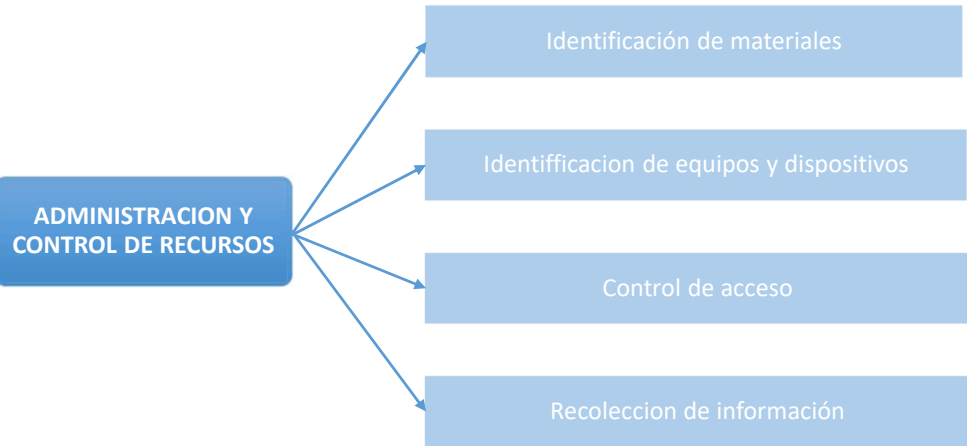 Identificación de materiales
Identifficacion de equipos y dispositivos
ADMINISTRACION Y
CONTROL DE RECURSOS
Control de acceso
Recoleccion de información